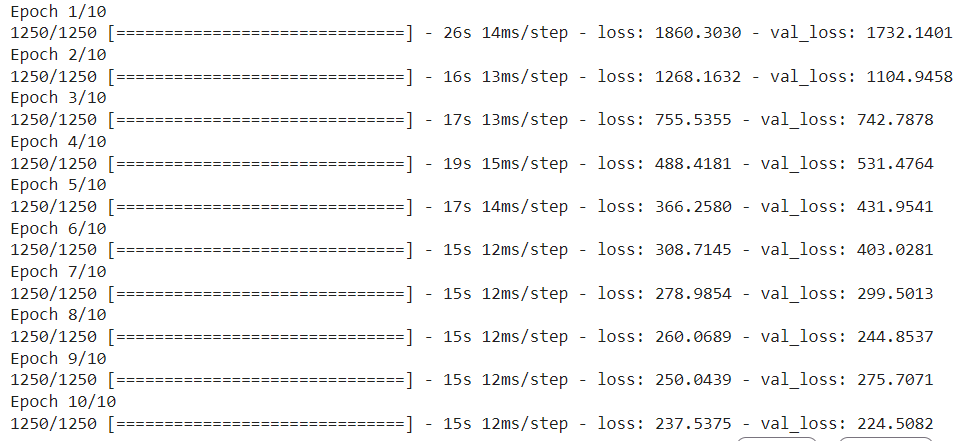 Epoch 1/10
1250/1250 [==============================] - 26s 14ms/step - loss: 1860.3030 - val_loss: 1732.1401
Epoch 2/10
1250/1250 [==============================] - 16s 13ms/step - loss: 1268.1632 - val_loss: 1104.9458
Epoch 3/10
1250/1250 [==============================] - 17s 13ms/step - loss: 755.5355 - val_loss: 742.7878
Epoch 4/10
1250/1250 [==============================] - 19s 15ms/step - loss: 488.4181 - val_loss: 531.4764
Epoch 5/10
1250/1250 [==============================] - 17s 14ms/step - loss: 366.2580 - val_loss: 431.9541
Epoch 6/10
1250/1250 [==============================] - 15s 12ms/step - loss: 308.7145 - val_loss: 403.0281
Epoch 7/10
1250/1250 [==============================] - 15s 12ms/step - loss: 278.9854 - val_loss: 299.5013
Epoch 8/10
1250/1250 [==============================] - 15s 12ms/step - loss: 260.0689 - val_loss: 244.8537
Epoch 9/10
1250/1250 [==============================] - 15s 12ms/step - loss: 250.0439 - val_loss: 275.7071
Epoch 10/10
1250/1250 [==============================] - 15s 12ms/step - loss: 237.5375 - val_loss: 224.5082